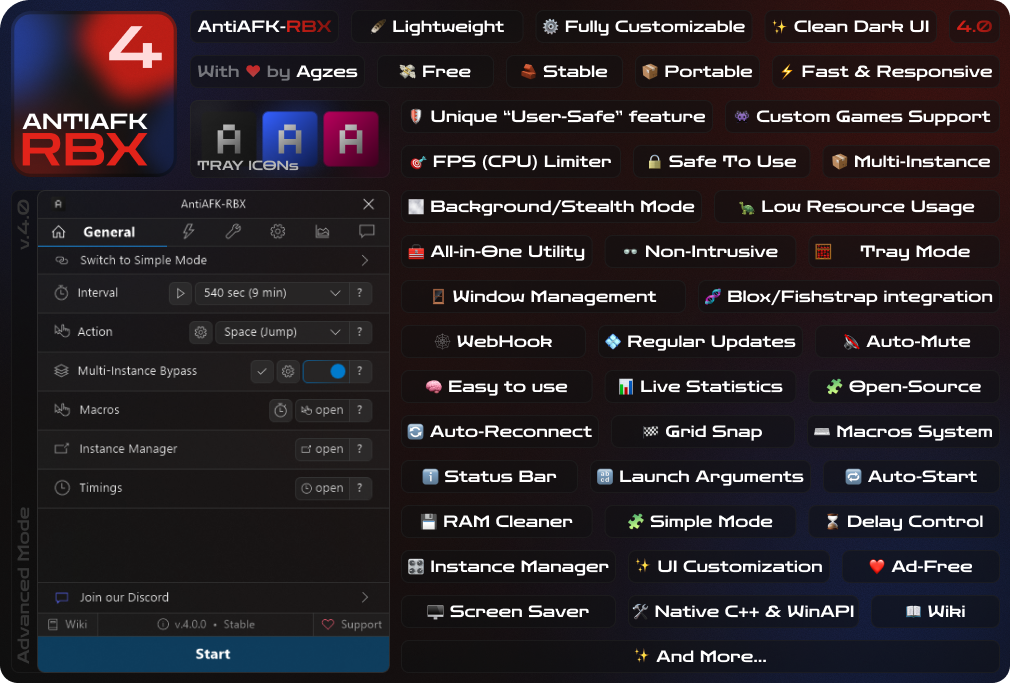 4
ANTIAFK
RBX
AntiAFK-RBX
Lightweight
Fully Customizable
Clean Dark UI
4.0
With ❤ by Agzes
Free
Stable
Portable
Fast & Responsive
A A A
TRAY ICONs
Unique “User-Safe” feature
Custom Games Support
FPS (CPU) Limiter
Safe To Use
Multi-Instance
Background/Stealth Mode
Low Resource Usage
All-in-One Utility
Non-Intrusive
Tray Mode
Window Management
Blox/Fishstrap integration
WebHook
Regular Updates
Auto-Mute
Easy to use
Live Statistics
Open-Source
Auto-Reconnect
Grid Snap
Macros System
Status Bar
Launch Arguments
Auto-Start
RAM Cleaner
Simple Mode
Delay Control
Instance Manager
UI Customization
Ad-Free
Screen Saver
Native C++ & WinAPI
Wiki
And More...
v.4.0
Advanced Mode
A AntiAFK-RBX
General
Switch to Simple Mode
Interval 540 sec (9 min) ?
Action Space (Jump) ?
Multi-Instance Bypass ?
Macros open ?
Instance Manager open ?
Timings open ?
Join our Discord
Wiki v.4.0.0 • Stable Support
Start